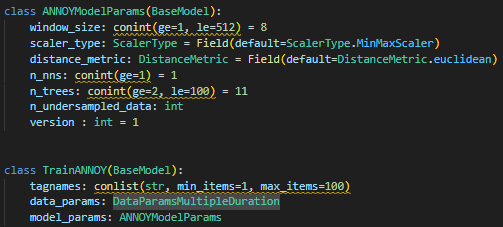 class ANNOYModelParams(BaseModel):
    window_size: conint(ge=1, le=512) = 8
    scaler_type: ScalerType = Field(default=ScalerType.MinMaxScaler)
    distance_metric: DistanceMetric = Field(default=DistanceMetric.euclidean)
    n_nns: conint(ge=1) = 1
    n_trees: conint(ge=2, le=100) = 11
    n_undersampled_data: int
    version : int = 1
class TrainANNOY(BaseModel):
    tagnames: conlist(str, min_items=1, max_items=100)
    data_params: DataParamsMultipleDuration
    model_params: ANNOYModelParams